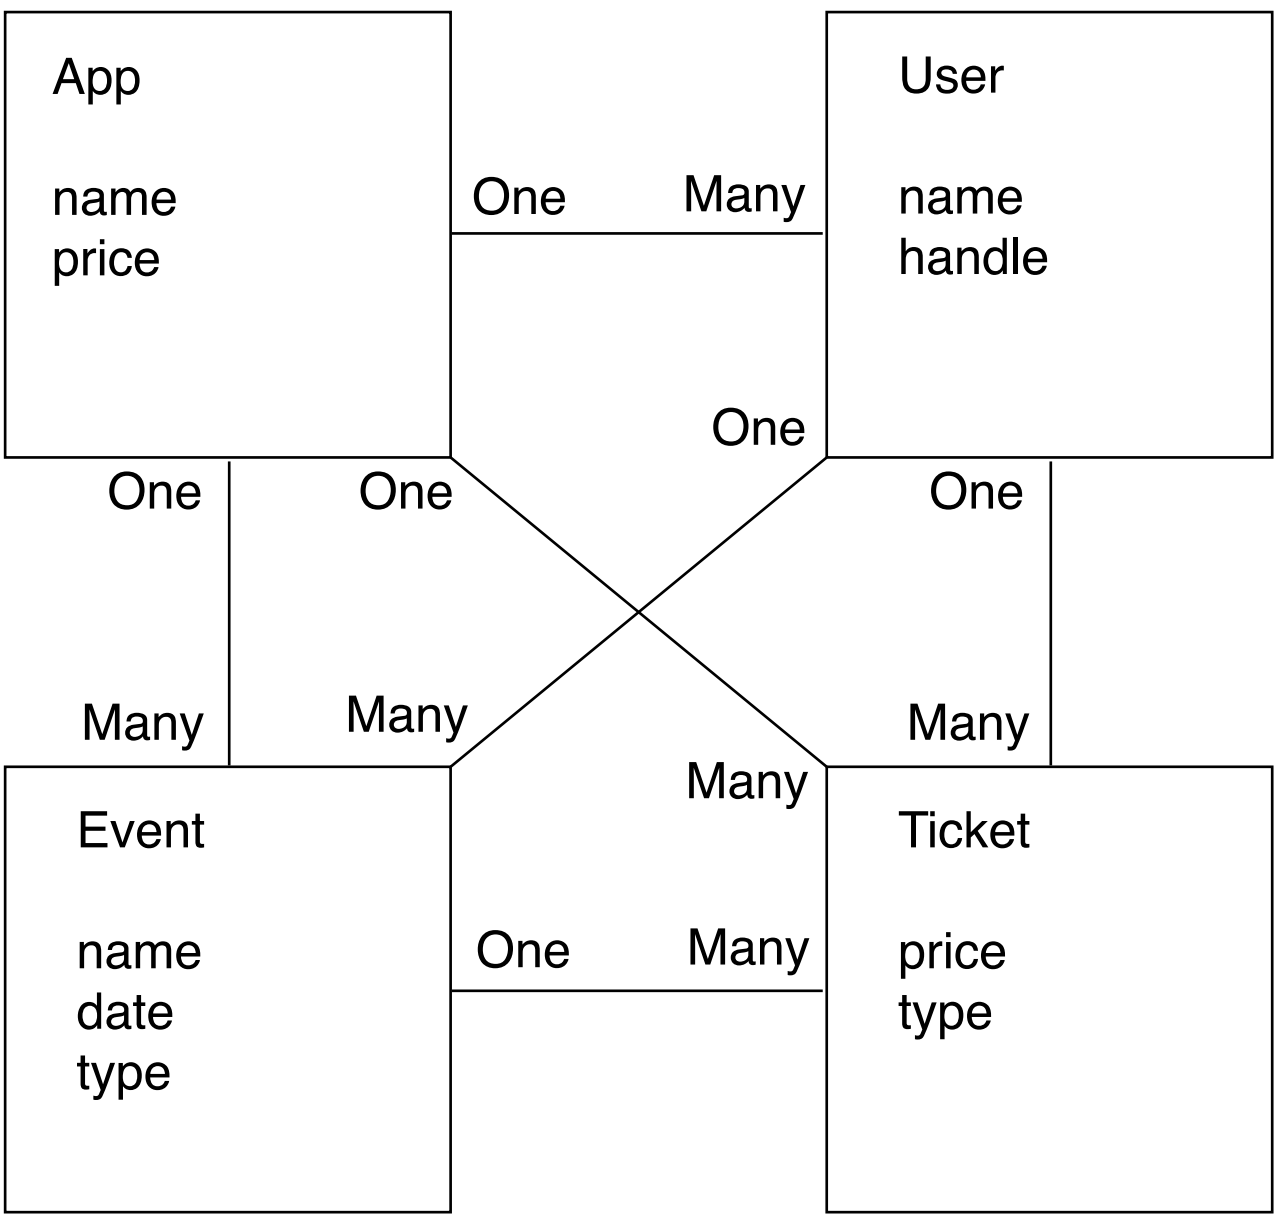 App
name
price
User
name
handle
One
Many
One
One
One
One
Many
Many
Many
Many
Event
name
date
type
Ticket
price
type
One
Many